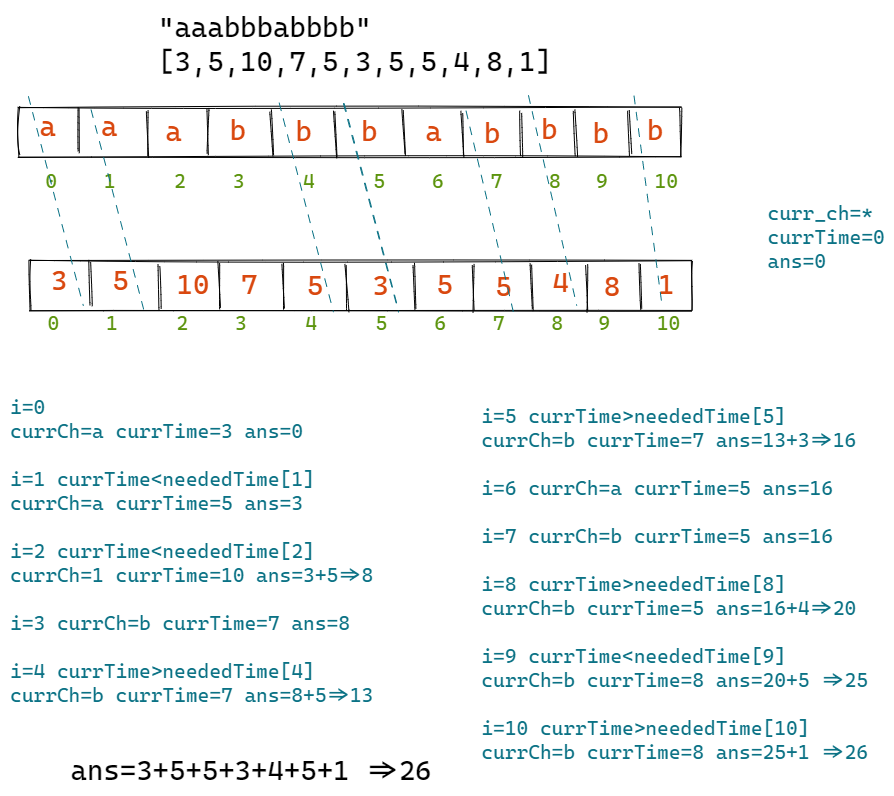 "aaabbbabbbb"
[3,5,10,7,5,3,5,5,4,8,1]
a a a b b b a b b b b
0 1 2 3 4 5 6 7 8 9 10
curr_ch=*
currTime=0
ans=0
3 5 10 7 5 3 5 5 4 8 1
0 1 2 3 4 5 6 7 8 9 10
i=0
currCh=a currTime=3 ans=0
i=1 currTime<neededTime[1]
currCh=a currTime=5 ans=3
i=2 currTime<neededTime[2]
currCh=1 currTime=10 ans=3+5⇒8
i=3 currCh=b currTime=7 ans=8
i=4 currTime>neededTime[4]
currCh=b currTime=7 ans=8+5⇒13
i=5 currTime>neededTime[5]
currCh=b currTime=7 ans=13+3⇒16
i=6 currCh=a currTime=5 ans=16
i=7 currCh=b currTime=5 ans=16
i=8 currTime>neededTime[8]
currCh=b currTime=5 ans=16+4⇒20
i=9 currTime<neededTime[9]
currCh=b currTime=8 ans=20+5 ⇒25
i=10 currTime>neededTime[10]
currCh=b currTime=8 ans=25+1 ⇒26
ans=3+5+5+3+4+5+1 ⇒26